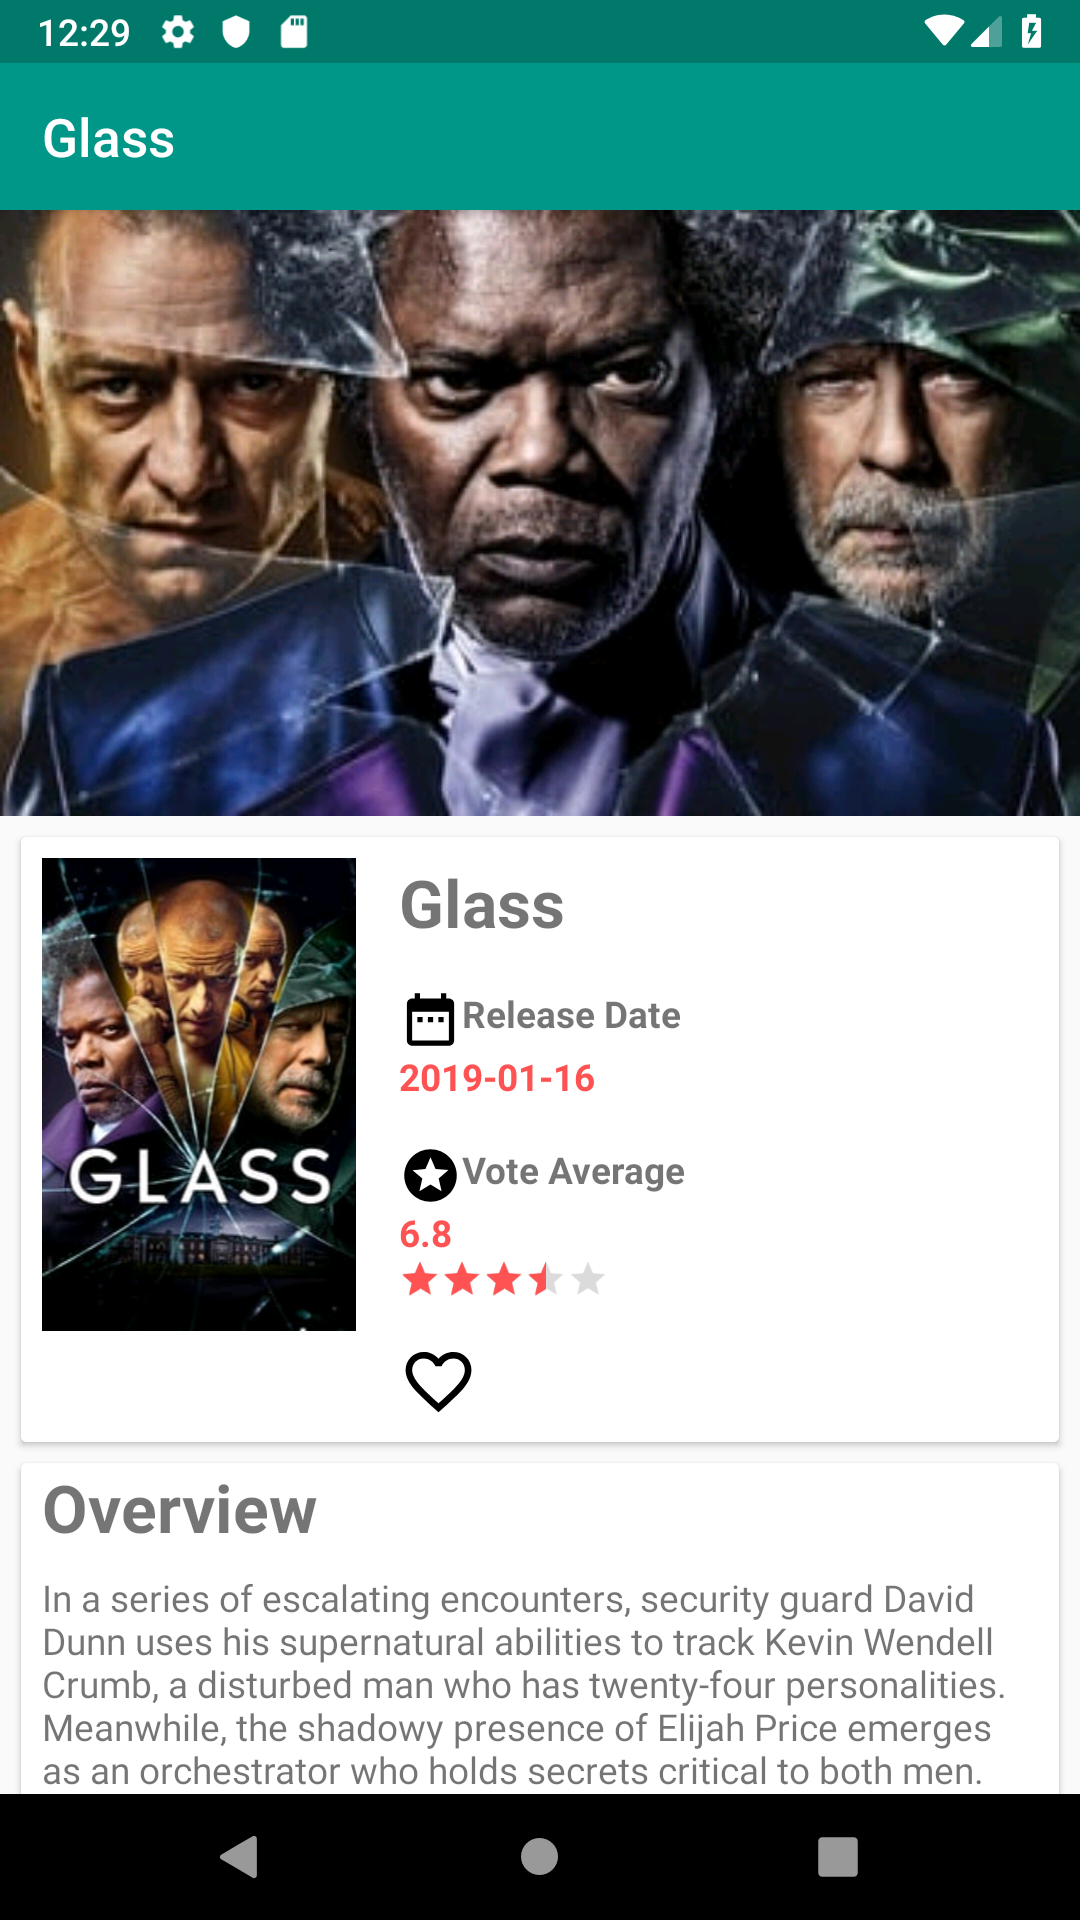 12:29
Glass
GLASS
Glass
Release Date
2019-01-16
Vote Average
6.8
Overview
In a series of escalating encounters, security guard David
Dunn uses his supernatural abilities to track Kevin Wendell
Crumb, a disturbed man who has twenty-four personalities.
Meanwhile, the shadowy presence of Elijah Price emerges
as an orchestrator who holds secrets critical to both men.